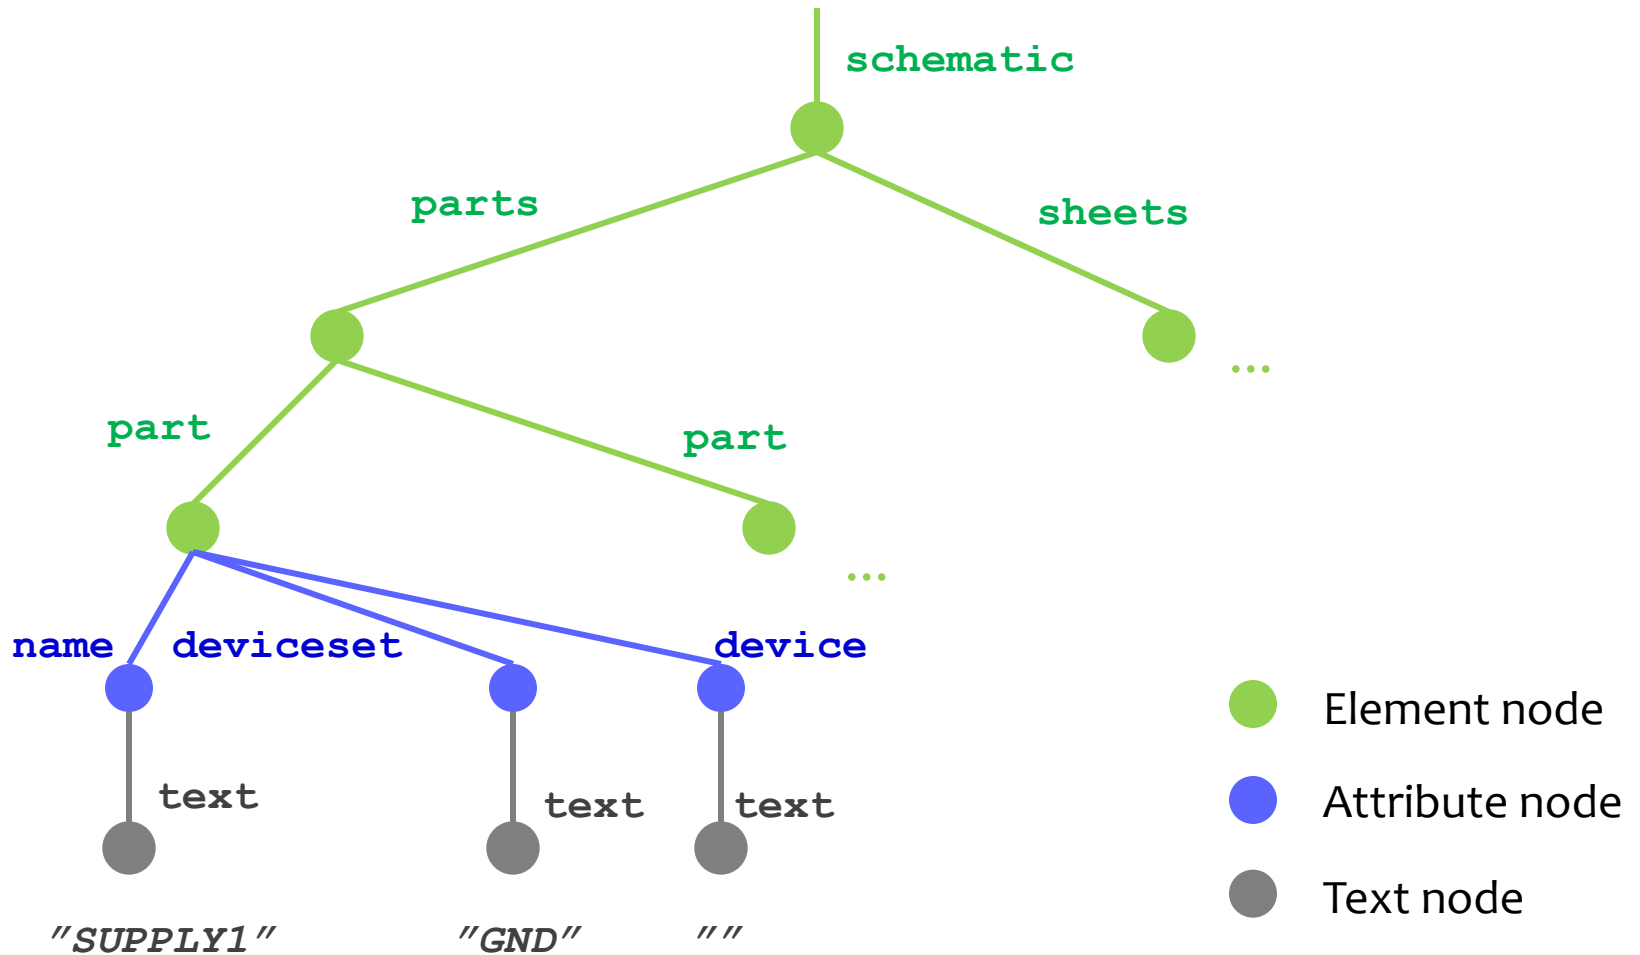 schematic
parts
sheets
...
part
part
...
name deviceset device
text text text
"SUPPLY1" "GND" ""
Element node
Attribute node
Text node